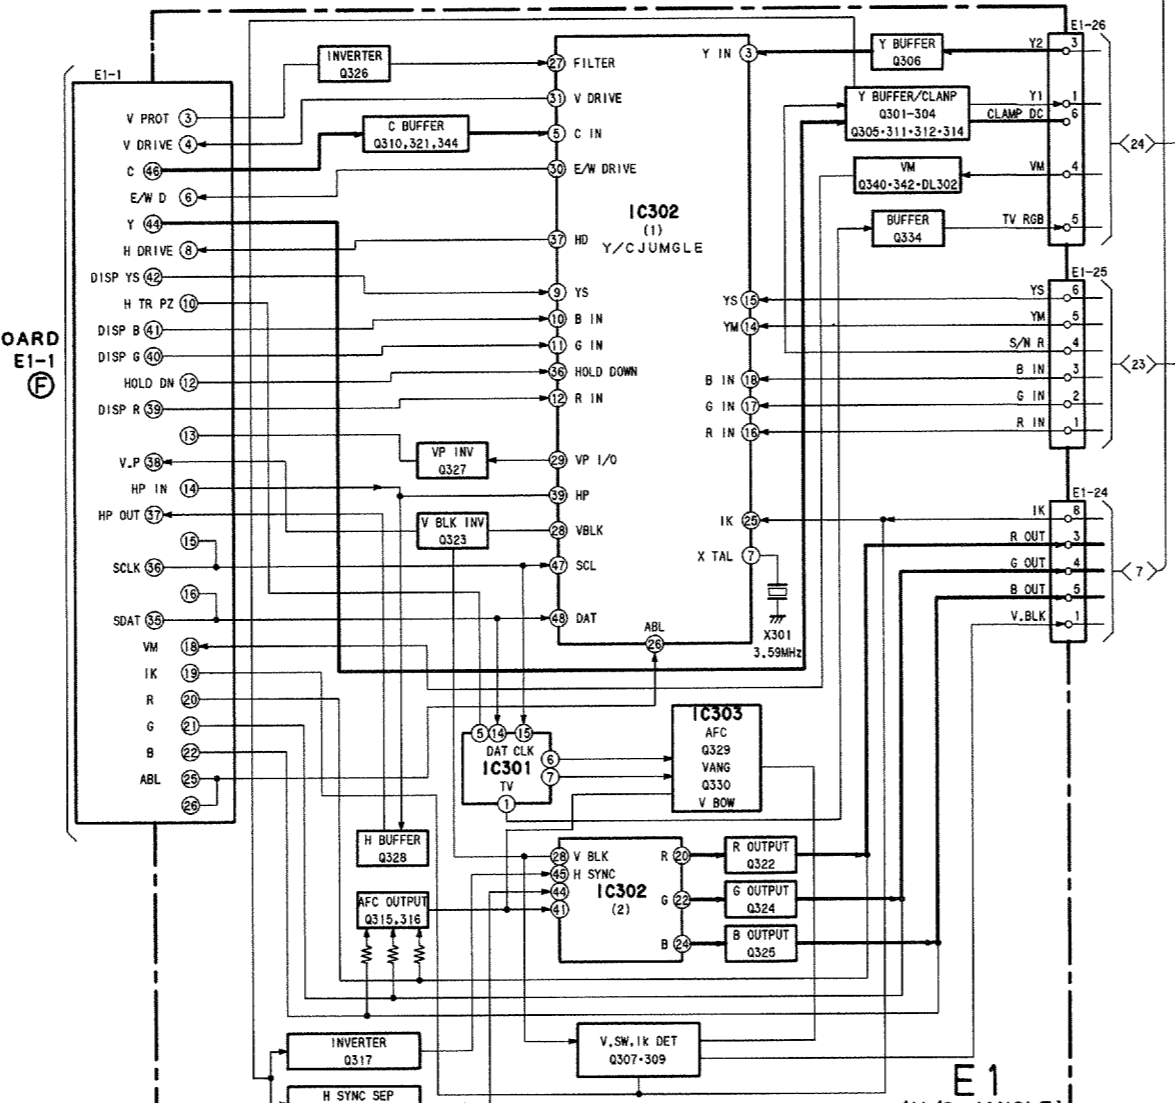 E1-26
E1-1
INVERTER
Q326
27 FILTER
Y IN 3
Y BUFFER
Q306
Y2 3
V PROT 3
31 V DRIVE
Y BUFFER/CLANP
Q301-304
Q305·311·312·314
Y1 1
CLAMP DC 6
V DRIVE 4
C BUFFER
Q310,321,344
5 C IN
24
C 46
30 E/W DRIVE
VM
Q340·342·DL302
VM 4
E/W D 6
IC302
(1)
Y/CJUMGLE
BUFFER
Q334
TV RGB 5
Y 44
H DRIVE 8
37 HD
E1-25
DISP YS 42
9 YS
YS 15
YS 6
H TR PZ 10
10 B IN
YM 14
YM 5
DISP B 41
11 G IN
S/N R 4
OARD
E1-1
F
DISP G 40
36 HOLD DOWN
B IN 18
B IN 3
23
HOLD DN 12
12 R IN
G IN 17
G IN 2
DISP R 39
R IN 16
R IN 1
13
VP INV
Q327
29 VP I/O
V.P 38
HP IN 14
39 HP
E1-24
HP OUT 37
V BLK INV
Q323
28 VBLK
IK 25
IK 8
15
R OUT 3
SCLK 36
47 SCL
X TAL 7
G OUT 4
7
16
B OUT 5
SDAT 35
48 DAT
ABL
26
X301
3.59MHz
V.BLK 1
VM 18
IK 19
R 20
G 21
B 22
ABL 25
26
5 14 15
DAT CLK
IC301
TV
1
6
7
IC303
AFC
Q329
VANG
Q330
V BOW
H BUFFER
Q328
28 V BLK
45 H SYNC
44
41
IC302
(2)
R 20
G 22
B 24
R OUTPUT
Q322
G OUTPUT
Q324
B OUTPUT
Q325
AFC OUTPUT
Q315,316
INVERTER
Q317
V.SW,Ik DET
Q307·309
H SYNC SEP
E1